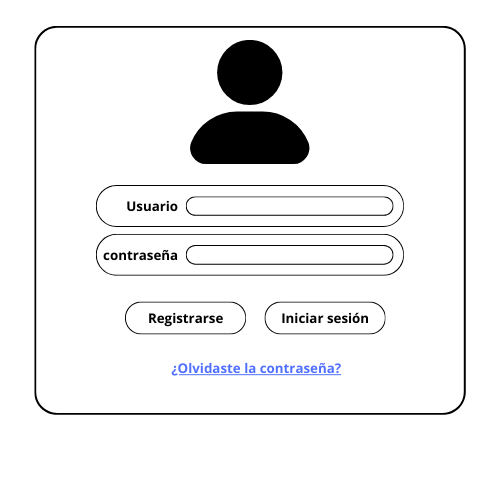 Usuario
contraseña
Registrarse Iniciar sesión
¿Olvidaste la contraseña?